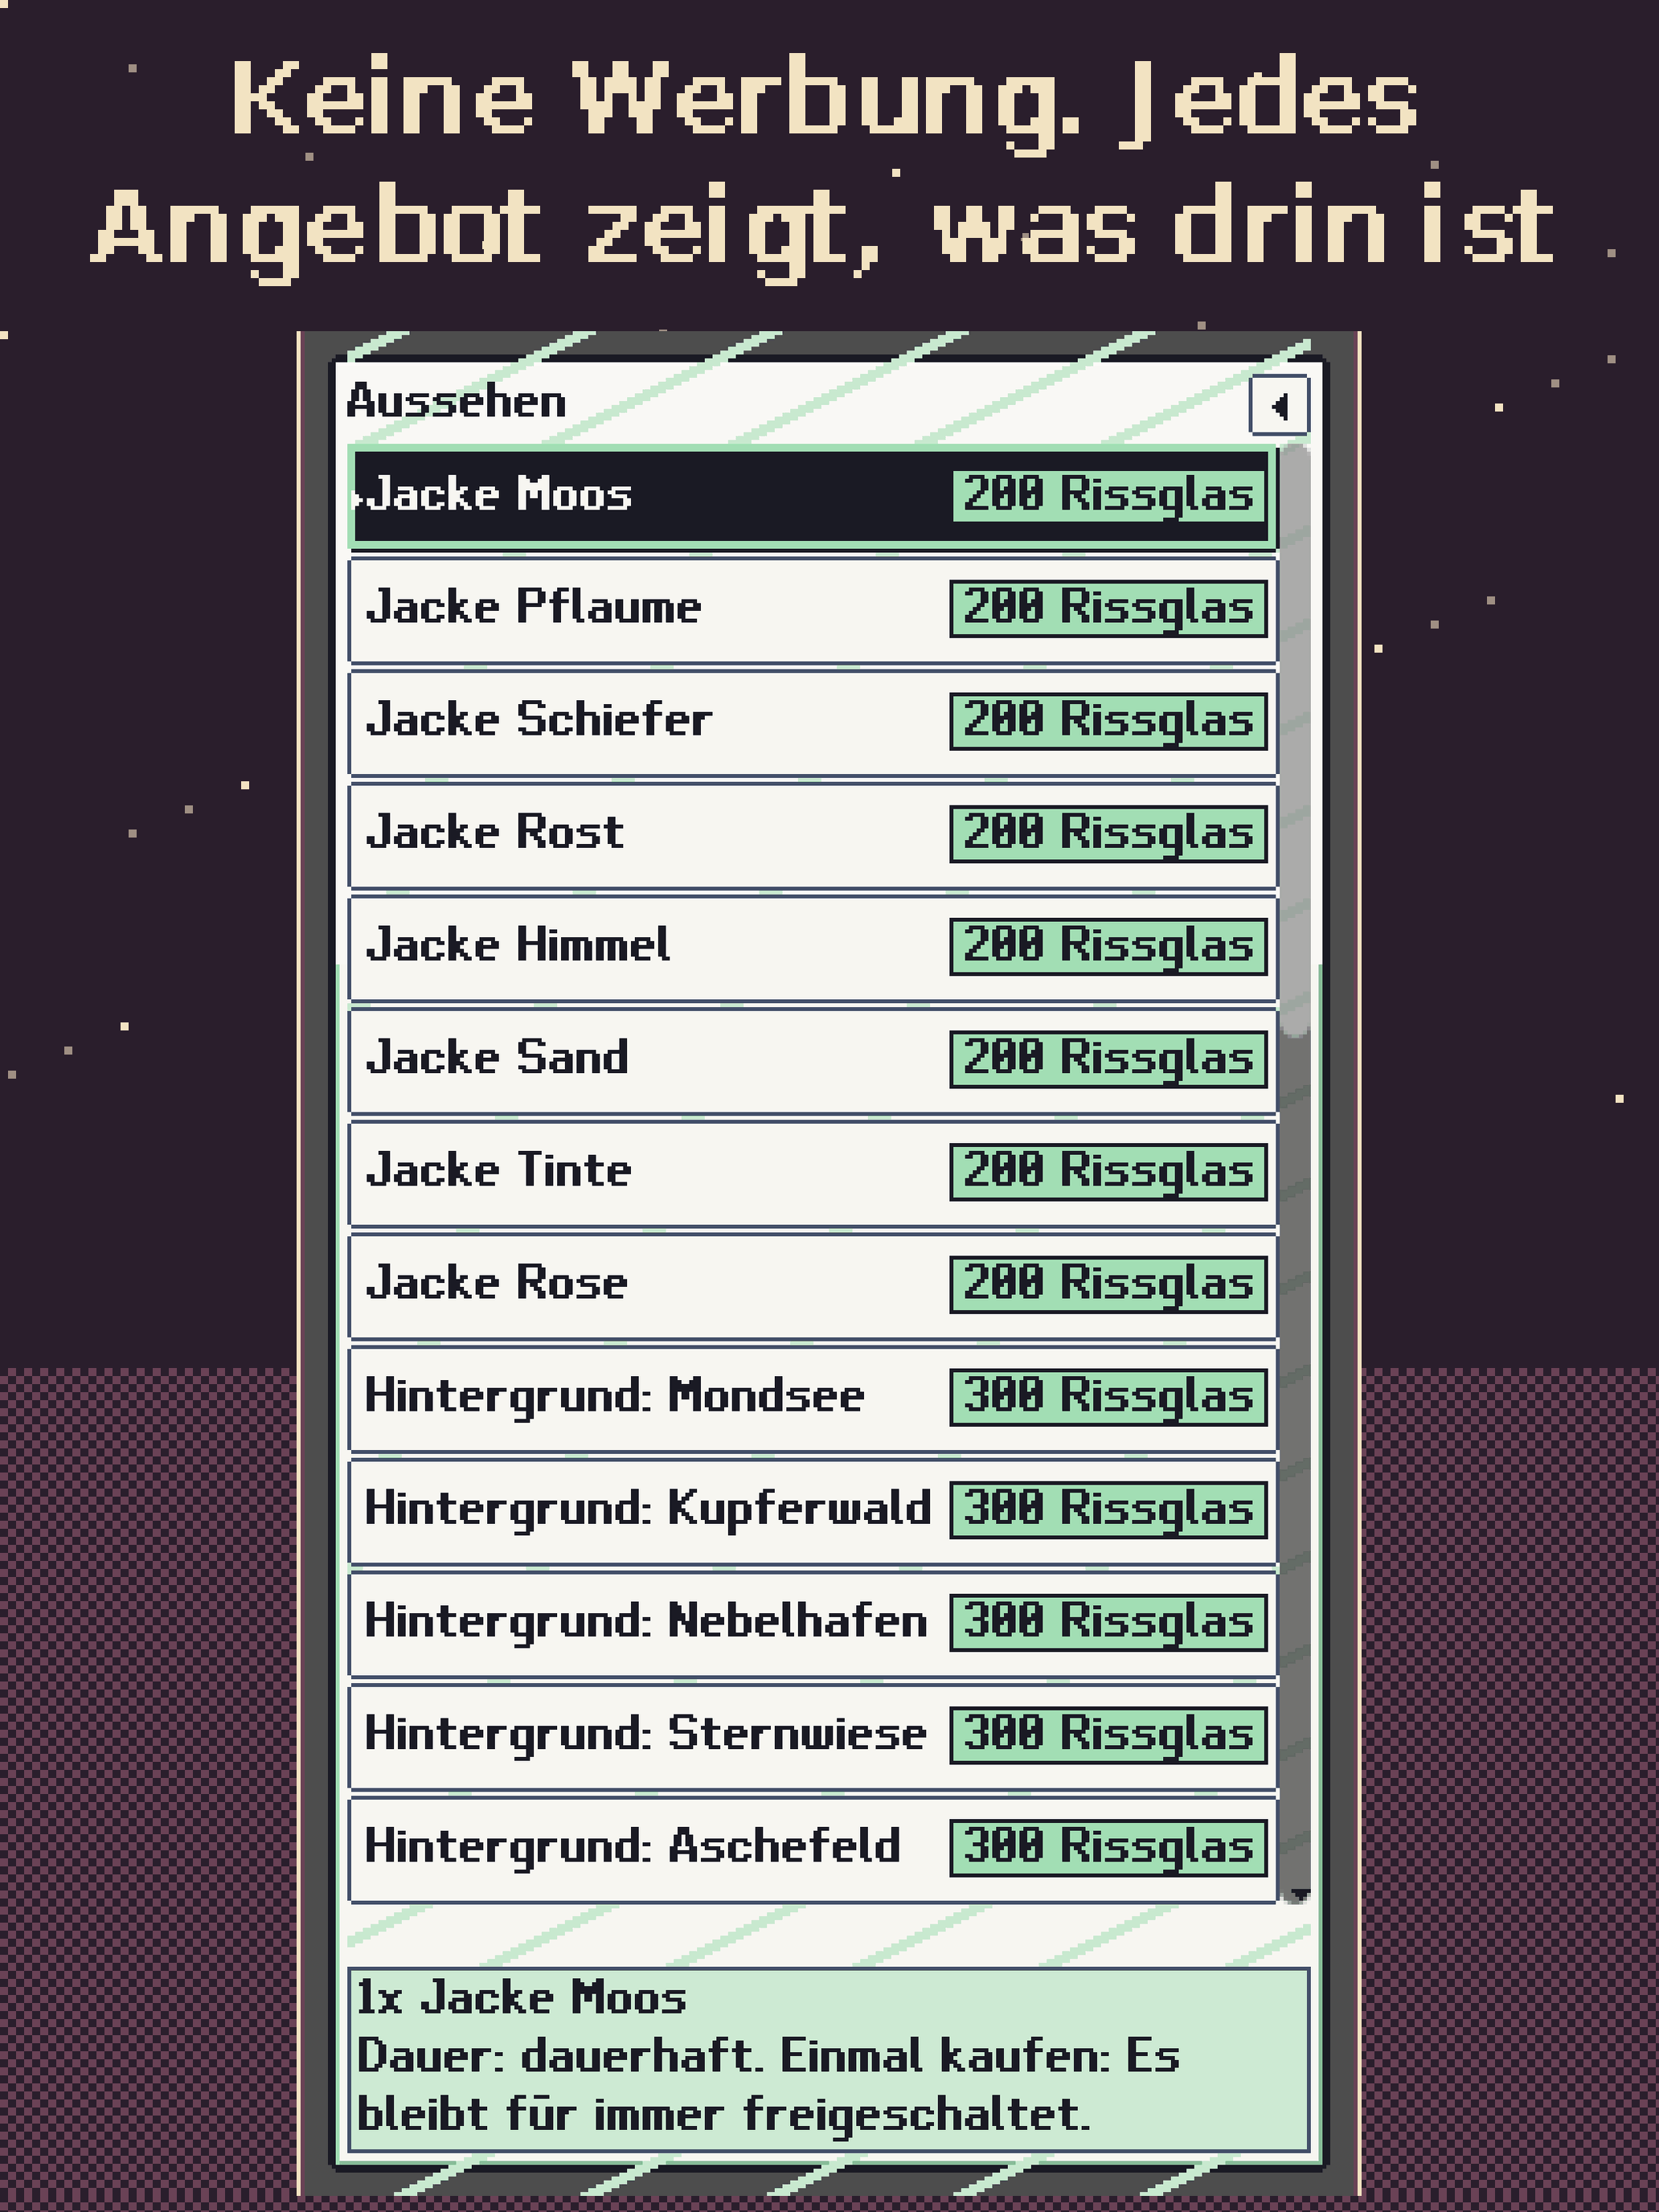 Keine Werbung. Jedes
Angebot zeigt, was drin ist
Aussehen
Jacke Moos 200 Rissglas
Jacke Pflaume 200 Rissglas
Jacke Schiefer 200 Rissglas
Jacke Rost 200 Rissglas
Jacke Himmel 200 Rissglas
Jacke Sand 200 Rissglas
Jacke Tinte 200 Rissglas
Jacke Rose 200 Rissglas
Hintergrund: Mondsee 300 Rissglas
Hintergrund: Kupferwald 300 Rissglas
Hintergrund: Nebelhafen 300 Rissglas
Hintergrund: Sternwiese 300 Rissglas
Hintergrund: Aschefeld 300 Rissglas
1x Jacke Moos
Dauer: dauerhaft. Einmal kaufen: Es
bleibt für immer freigeschaltet.